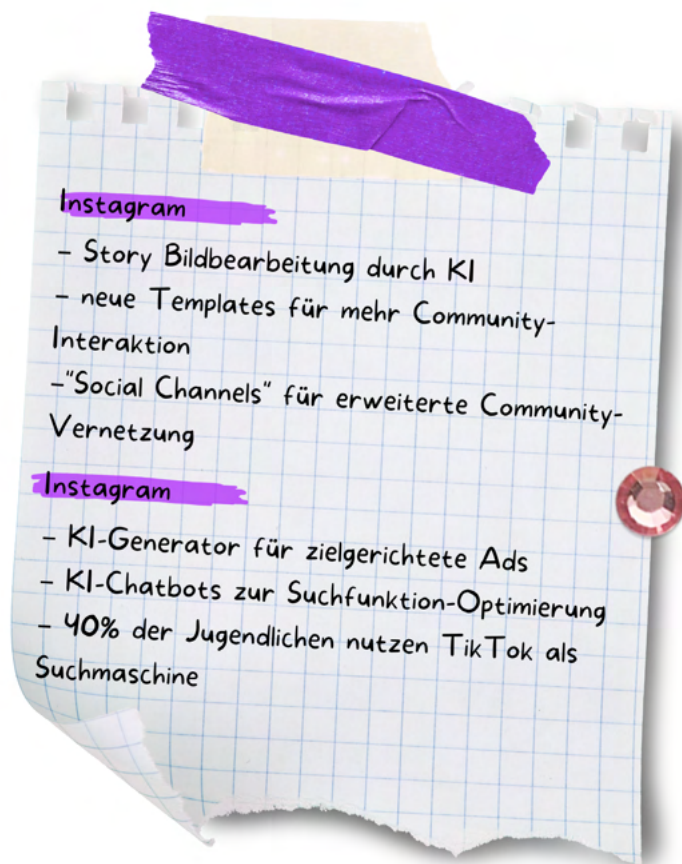 Instagram
- Story Bildbearbeitung durch KI
- neue Templates für mehr Community-
Interaktion
-"Social Channels" für erweiterte Community-
Vernetzung
Instagram
- KI-Generator für zielgerichtete Ads
- KI-Chatbots zur Suchfunktion-Optimierung
- 40% der Jugendlichen nutzen TikTok als
Suchmaschine